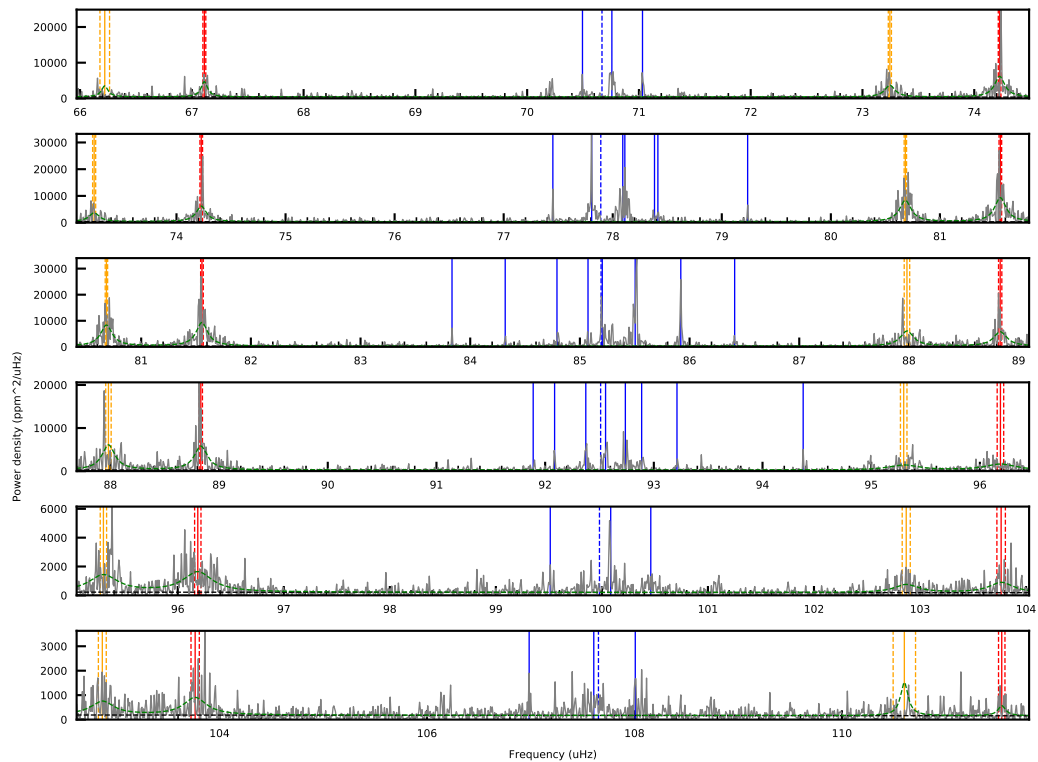 20000
10000
0
66 67 68 69 70 71 72 73 74
30000
20000
10000
0
74 75 76 77 78 79 80 81
30000
20000
10000
0
81 82 83 84 85 86 87 88 89
20000
10000
0
88 89 90 91 92 93 94 95 96
6000
4000
2000
0
96 97 98 99 100 101 102 103 104
3000
2000
1000
0
104 106 108 110
Power density (ppm^2/uHz)
Frequency (uHz)